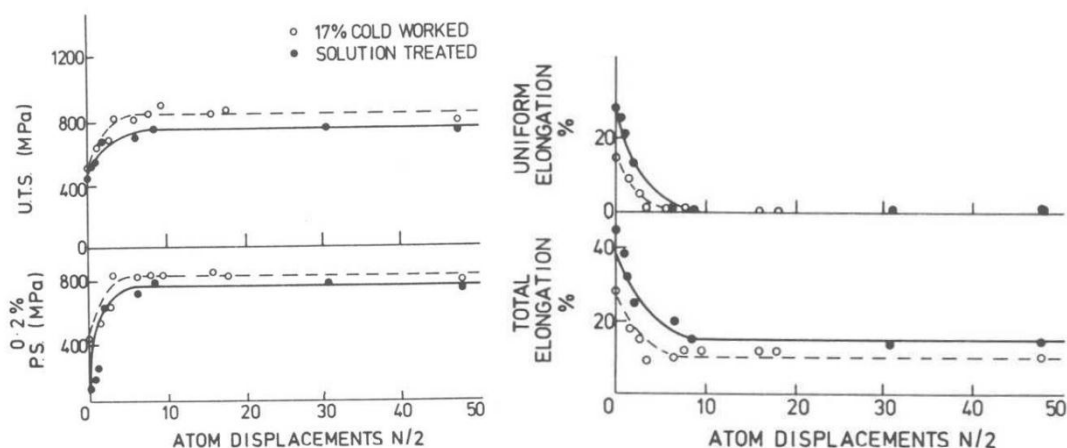 ○ 17% COLD WORKED
● SOLUTION TREATED
U.T.S. (MPa)
1200
800
400
0
0·2%
P.S. (MPa)
800
400
0 10 20 30 40 50
ATOM DISPLACEMENTS N/2
UNIFORM
ELONGATION
%
20
0
TOTAL
ELONGATION
%
40
20
0 10 20 30 40 50
ATOM DISPLACEMENTS N/2